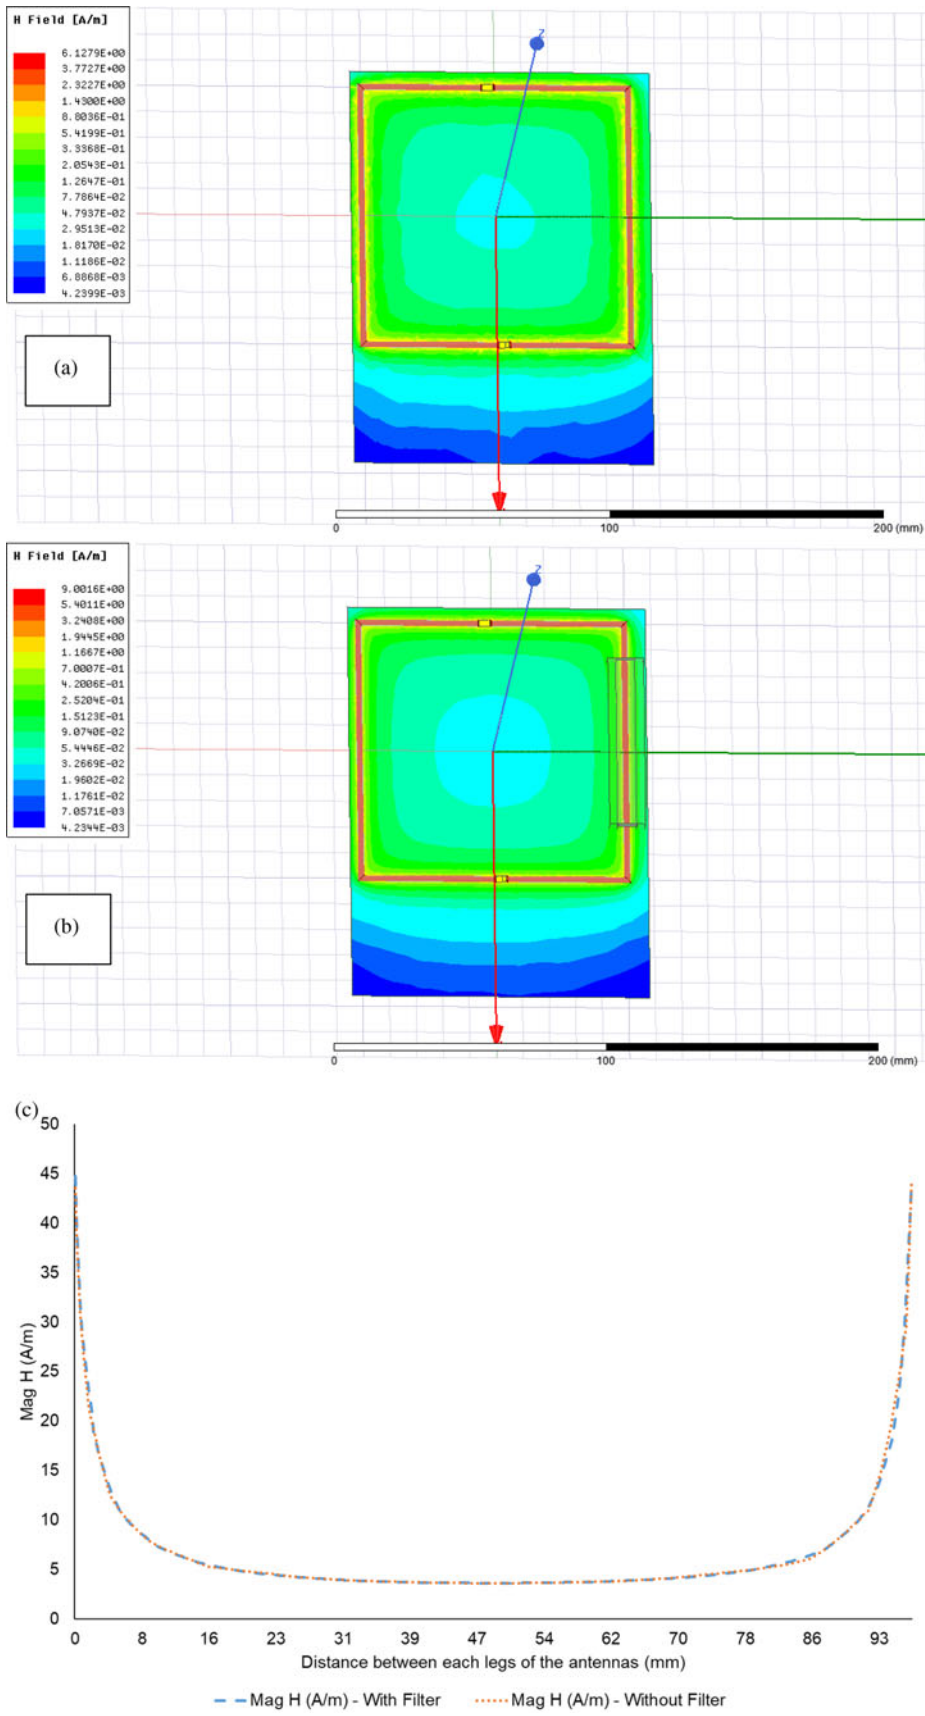 H Field [A/m]
6.1279E+00
3.7727E+00
2.3227E+00
1.4300E+00
8.8036E-01
5.4199E-01
3.3368E-01
2.0543E-01
1.2647E-01
7.7864E-02
4.7937E-02
2.9513E-02
1.8170E-02
1.1186E-02
6.8868E-03
4.2399E-03
Z
(a)
0 100 200 (mm)
H Field [A/m]
9.0016E+00
5.4011E+00
3.2408E+00
1.9445E+00
1.1667E+00
7.0007E-01
4.2006E-01
2.5204E-01
1.5123E-01
9.0740E-02
5.4446E-02
3.2669E-02
1.9602E-02
1.1761E-02
7.0571E-03
4.2344E-03
Z
(b)
0 100 200 (mm)
(c)
50
45
40
35
30
25
20
15
10
5
0
Mag H (A/m)
0 8 16 23 31 39 47 54 62 70 78 86 93
Distance between each legs of the antennas (mm)
Mag H (A/m) - With Filter Mag H (A/m) - Without Filter